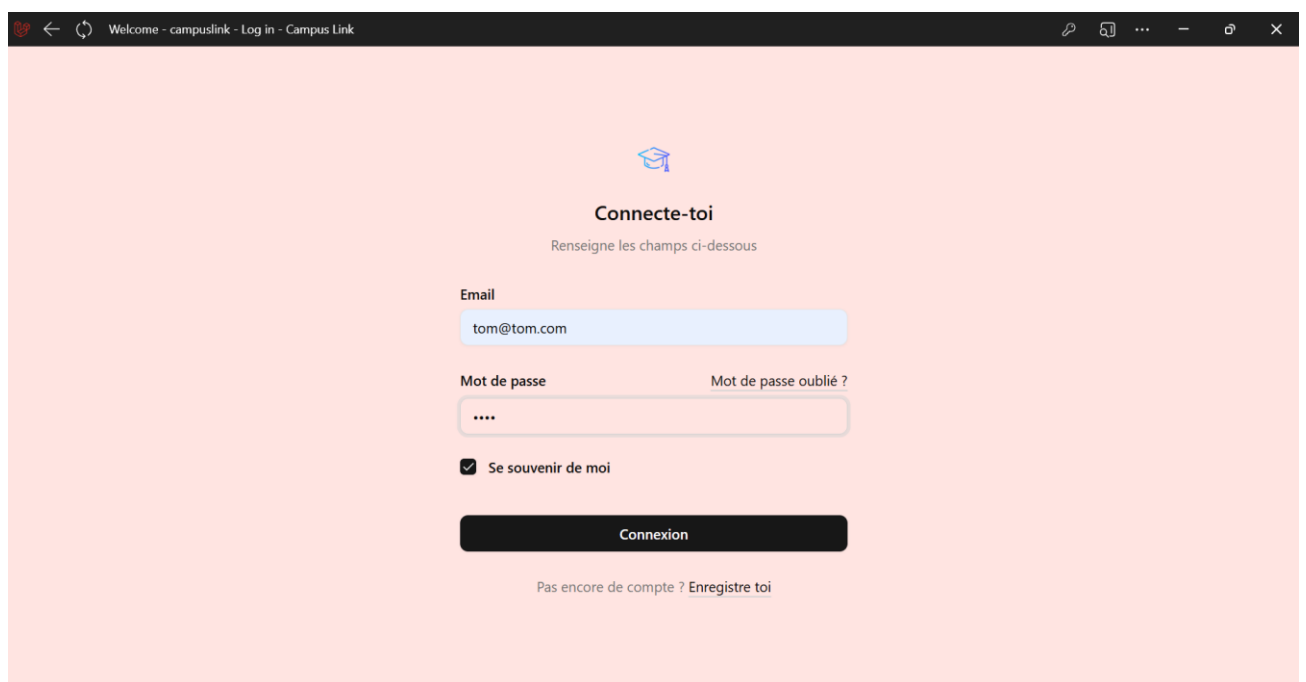 Welcome - campuslink - Log in - Campus Link
Connecte-toi
Renseigne les champs ci-dessous
Email
tom@tom.com
Mot de passe Mot de passe oublié ?
••••
Se souvenir de moi
Connexion
Pas encore de compte ? Enregistre toi